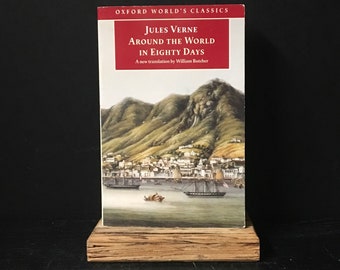 OXFORD WORLD'S CLASSICS
JULES VERNE
AROUND THE WORLD
IN EIGHTY DAYS
A new translation by William Butcher